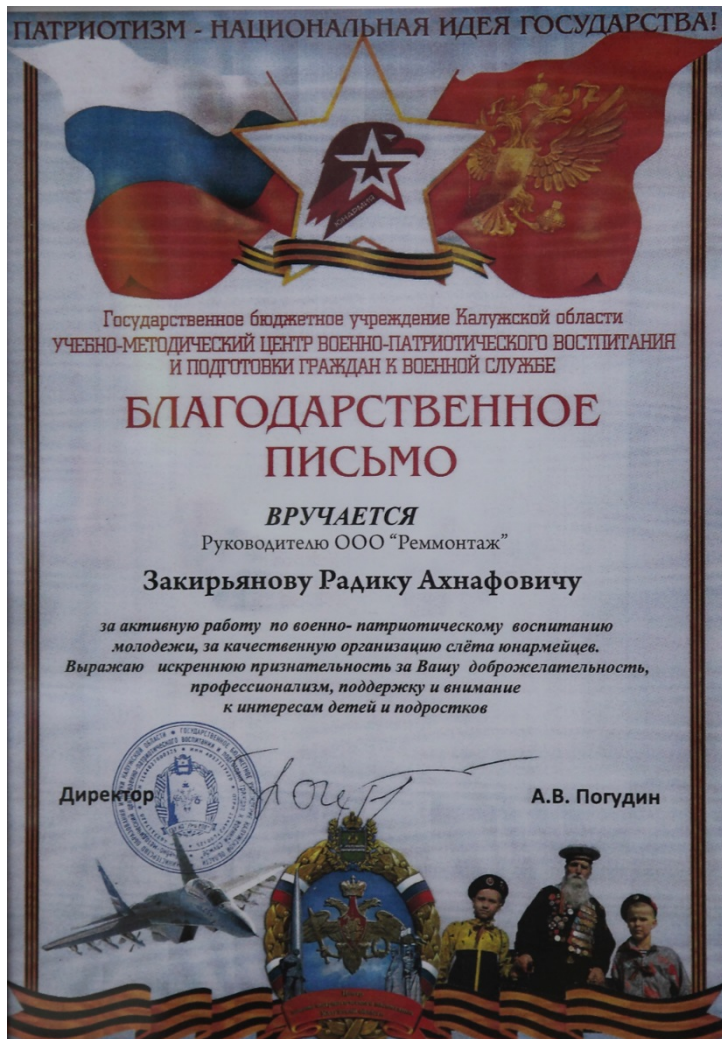 ПАТРИОТИЗМ - НАЦИОНАЛЬНАЯ ИДЕЯ ГОСУДАРСТВА!
ЮНАРМИЯ
Государственное бюджетное учреждение Калужской области
УЧЕБНО-МЕТОДИЧЕСКИЙ ЦЕНТР ВОЕННО-ПАТРИОТИЧЕСКОГО ВОСТПИТАНИЯ
И ПОДГОТОВКИ ГРАЖДАН К ВОЕННОЙ СЛУЖБЕ
БЛАГОДАРСТВЕННОЕ
ПИСЬМО
ВРУЧАЕТСЯ
Руководителю ООО “Реммонтаж”
Закирьянову Радику Ахнафовичу
за активную работу по военно- патриотическому воспитанию
молодежи, за качественную организацию слёта юнармейцев.
Выражаю искреннюю признательность за Вашу доброжелательность,
профессионализм, поддержку и внимание
к интересам детей и подростков
Директор
А.В. Погудин